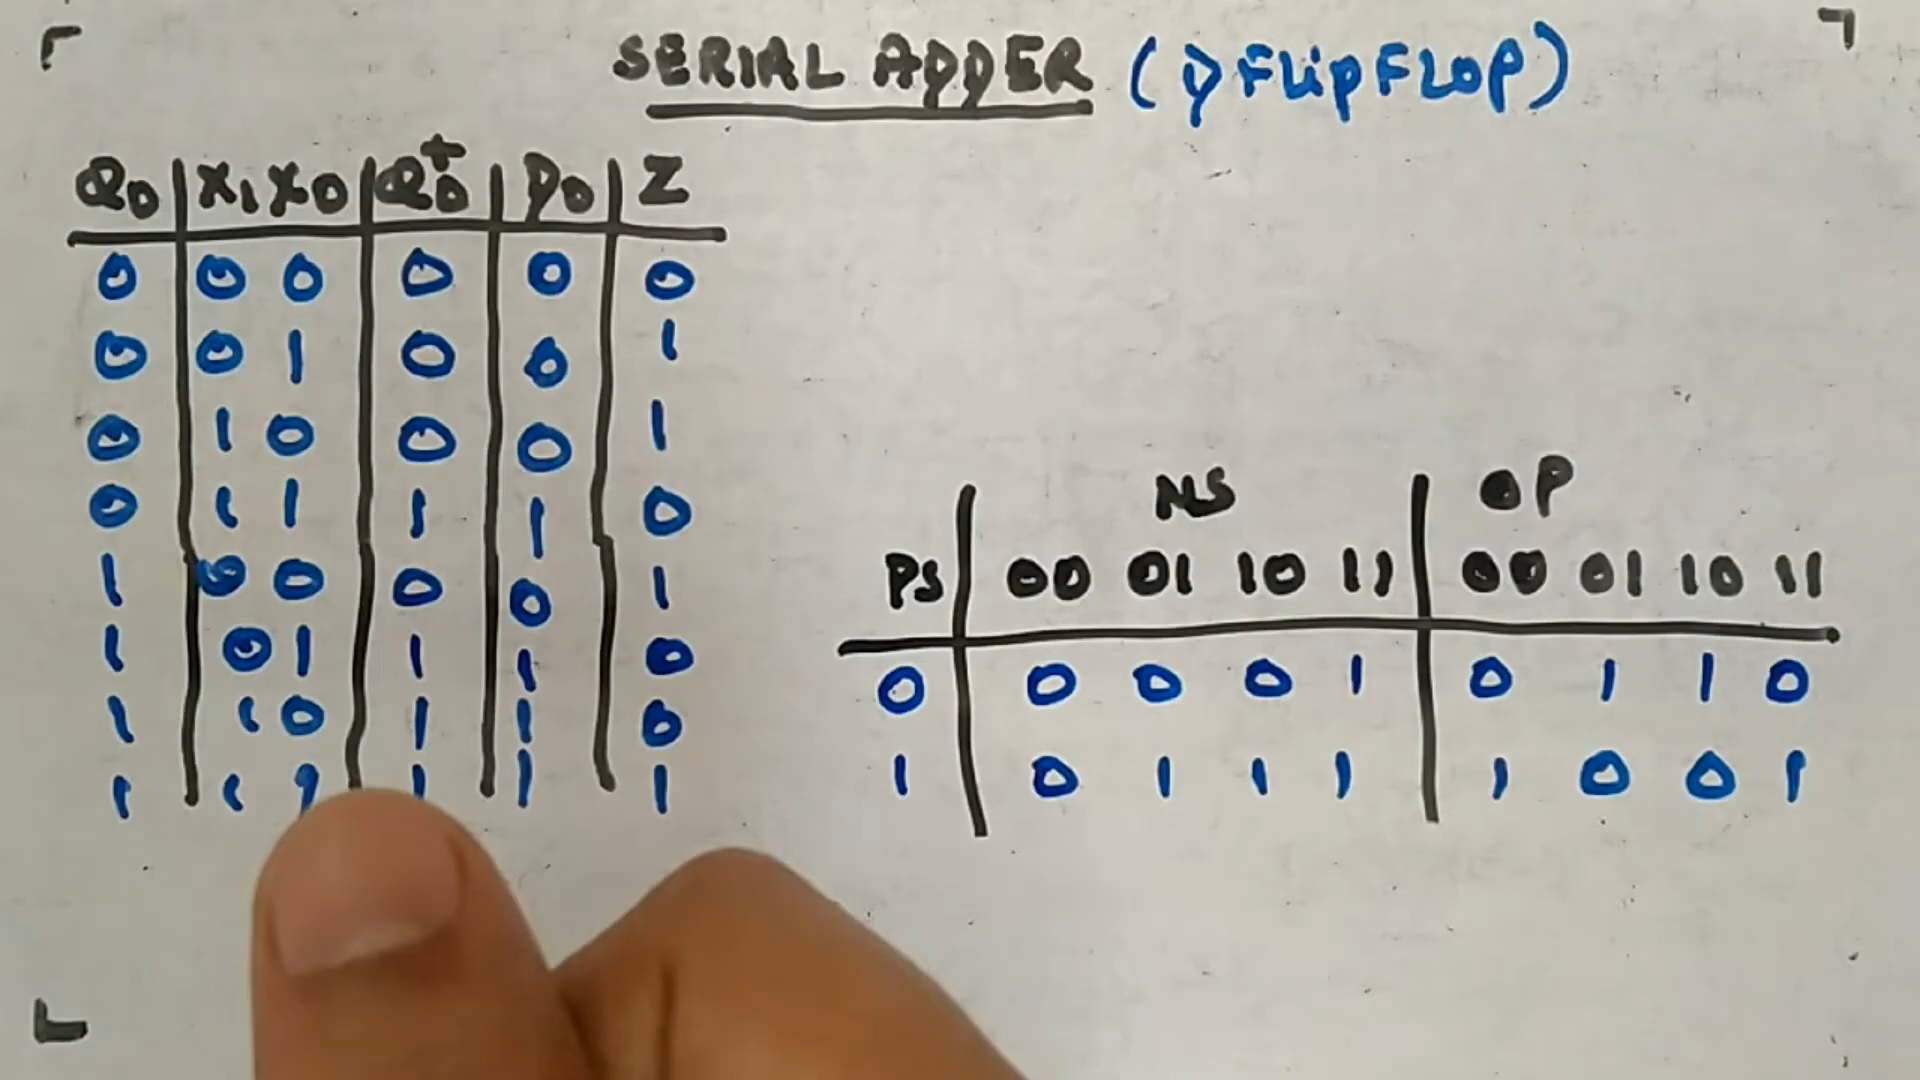 SERIAL ADDER (D FLipFLoP)
Q0 | X1 X0 | Q0+ | D0 | Z
0 0 0 0 0 0
0 0 1 0 0 1
0 1 0 0 0 1
0 1 1 1 1 0
1 0 0 0 0 1
1 0 1 1 1 0
1 1 0 1 1 0
1 1 1 1 1 1
NS OP
PS 00 01 10 11 00 01 10 11
0 0 0 0 1 0 1 1 0
1 0 1 1 1 1 0 0 1